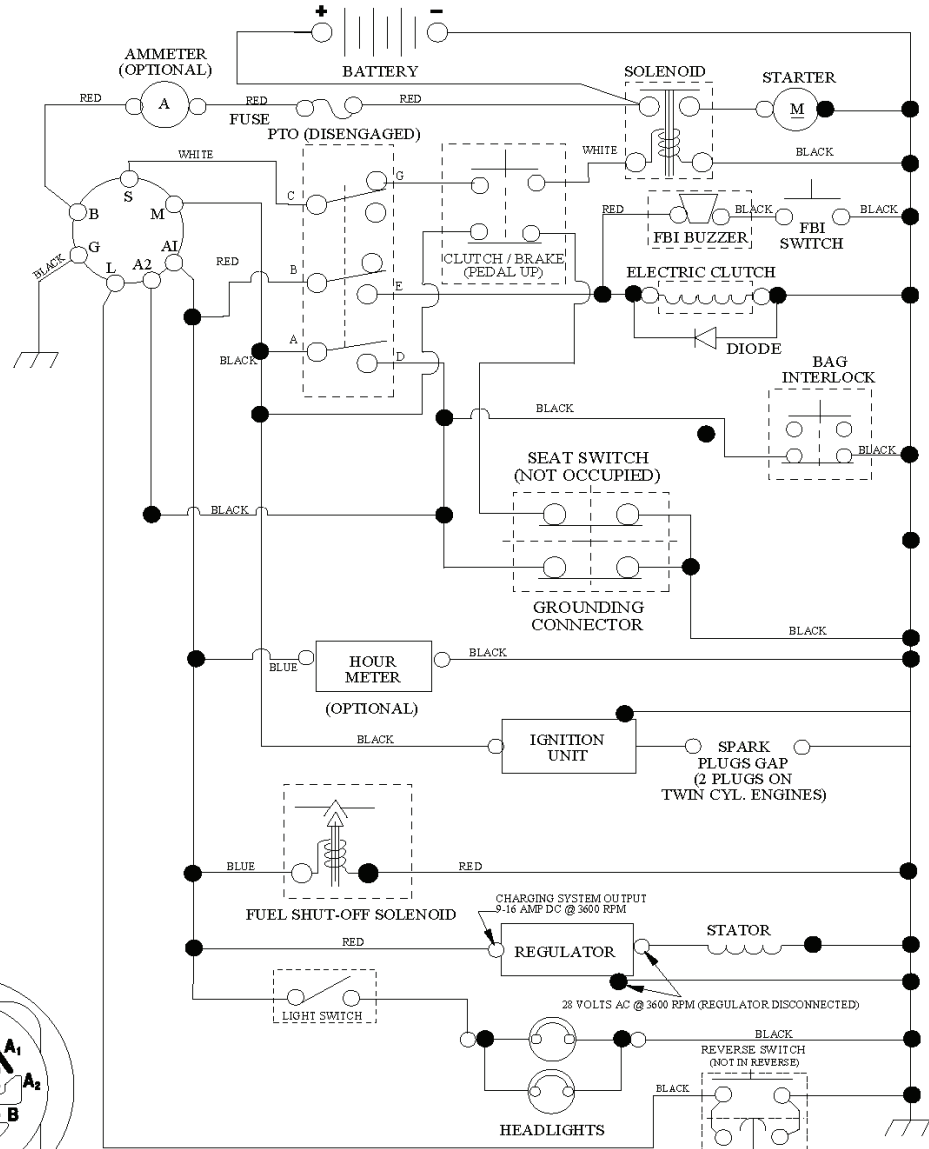 + -
AMMETER
(OPTIONAL)
BATTERY
SOLENOID
STARTER
RED
A
RED
FUSE
RED
M
PTO (DISENGAGED)
WHITE
WHITE
BLACK
S
B
M
G
A1
L
A2
BLACK
C
G
RED
BLACK
BLACK
FBI BUZZER
FBI
SWITCH
CLUTCH / BRAKE
(PEDAL UP)
RED
B
E
ELECTRIC CLUTCH
DIODE
A
D
BLACK
BAG
INTERLOCK
BLACK
BLACK
SEAT SWITCH
(NOT OCCUPIED)
BLACK
GROUNDING
CONNECTOR
BLACK
BLUE
HOUR
METER
BLACK
(OPTIONAL)
BLACK
IGNITION
UNIT
SPARK
PLUGS GAP
(2 PLUGS ON
TWIN CYL. ENGINES)
BLUE
RED
FUEL SHUT-OFF SOLENOID
CHARGING SYSTEM OUTPUT
9-16 AMP DC @ 3600 RPM
RED
REGULATOR
STATOR
28 VOLTS AC @ 3600 RPM (REGULATOR DISCONNECTED)
LIGHT SWITCH
BLACK
REVERSE SWITCH
(NOT IN REVERSE)
BLACK
HEADLIGHTS
A1
A2
B